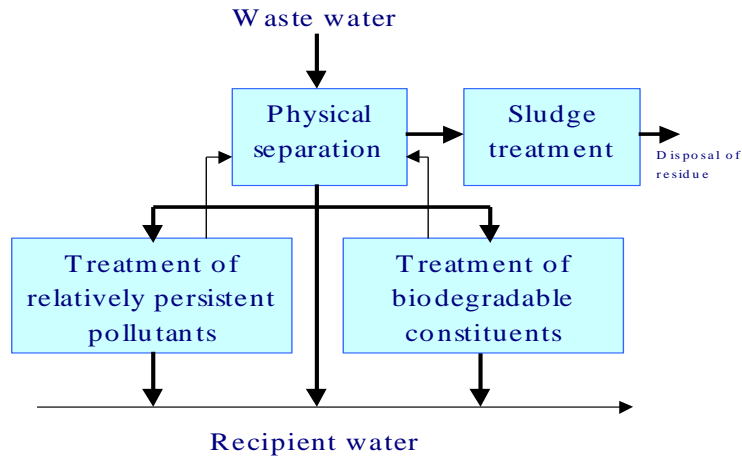 Waste water
Physical
separation
Sludge
treatment
Disposal of
residue
Treatment of
relatively persistent
pollutants
Treatment of
biodegradable
constituents
Recipient water